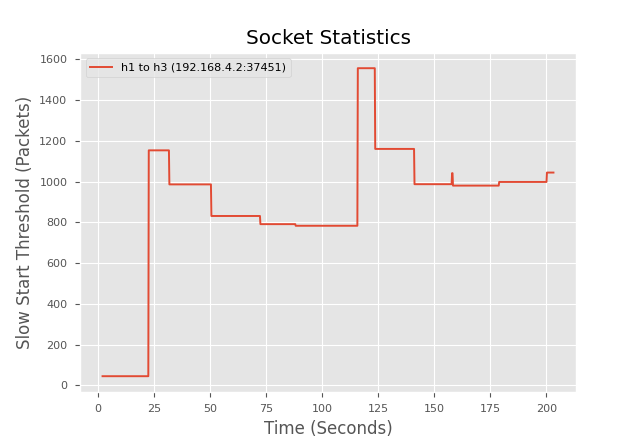 Socket Statistics
h1 to h3 (192.168.4.2:37451)
Slow Start Threshold (Packets)
1600
1400
1200
1000
800
600
400
200
0
0 25 50 75 100 125 150 175 200
Time (Seconds)